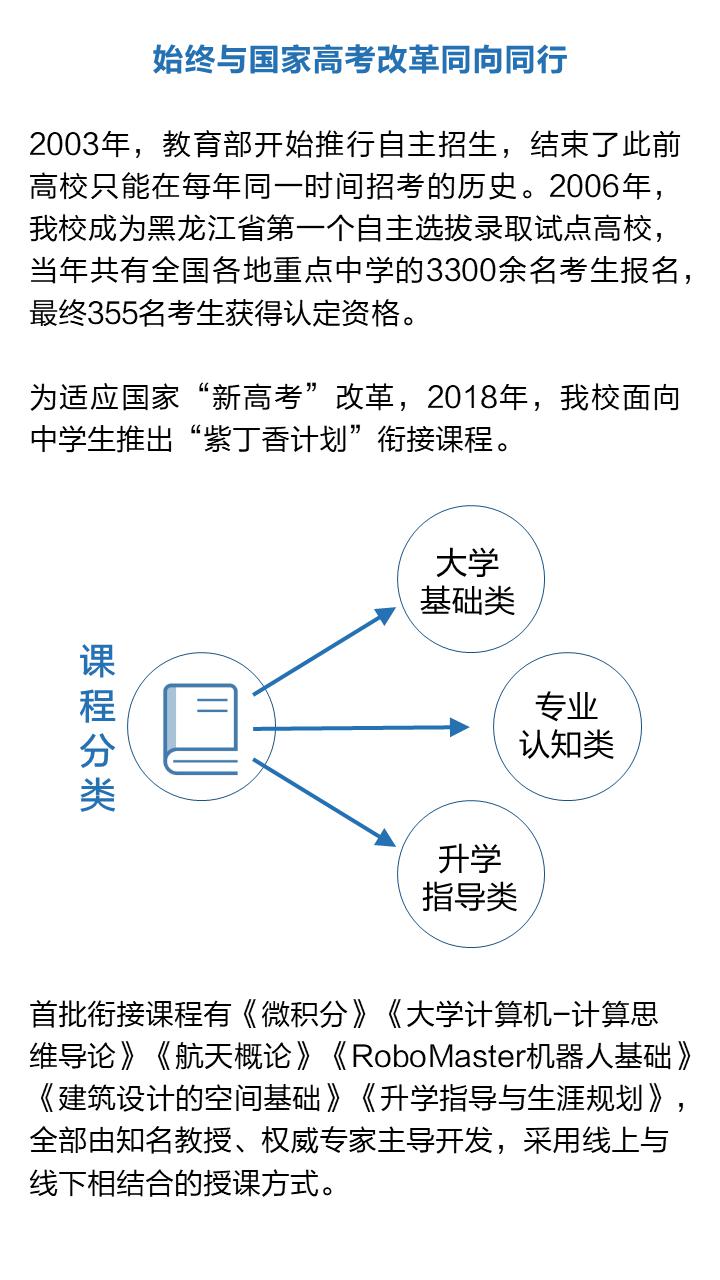 始终与国家高考改革同向同行
2003年，教育部开始推行自主招生，结束了此前
高校只能在每年同一时间招考的历史。2006年，
我校成为黑龙江省第一个自主选拔录取试点高校，
当年共有全国各地重点中学的3300余名考生报名，
最终355名考生获得认定资格。
为适应国家“新高考”改革，2018年，我校面向
中学生推出“紫丁香计划”衔接课程。
课程分类
大学
基础类
专业
认知类
升学
指导类
首批衔接课程有《微积分》《大学计算机-计算思
维导论》《航天概论》《RoboMaster机器人基础》
《建筑设计的空间基础》《升学指导与生涯规划》，
全部由知名教授、权威专家主导开发，采用线上与
线下相结合的授课方式。